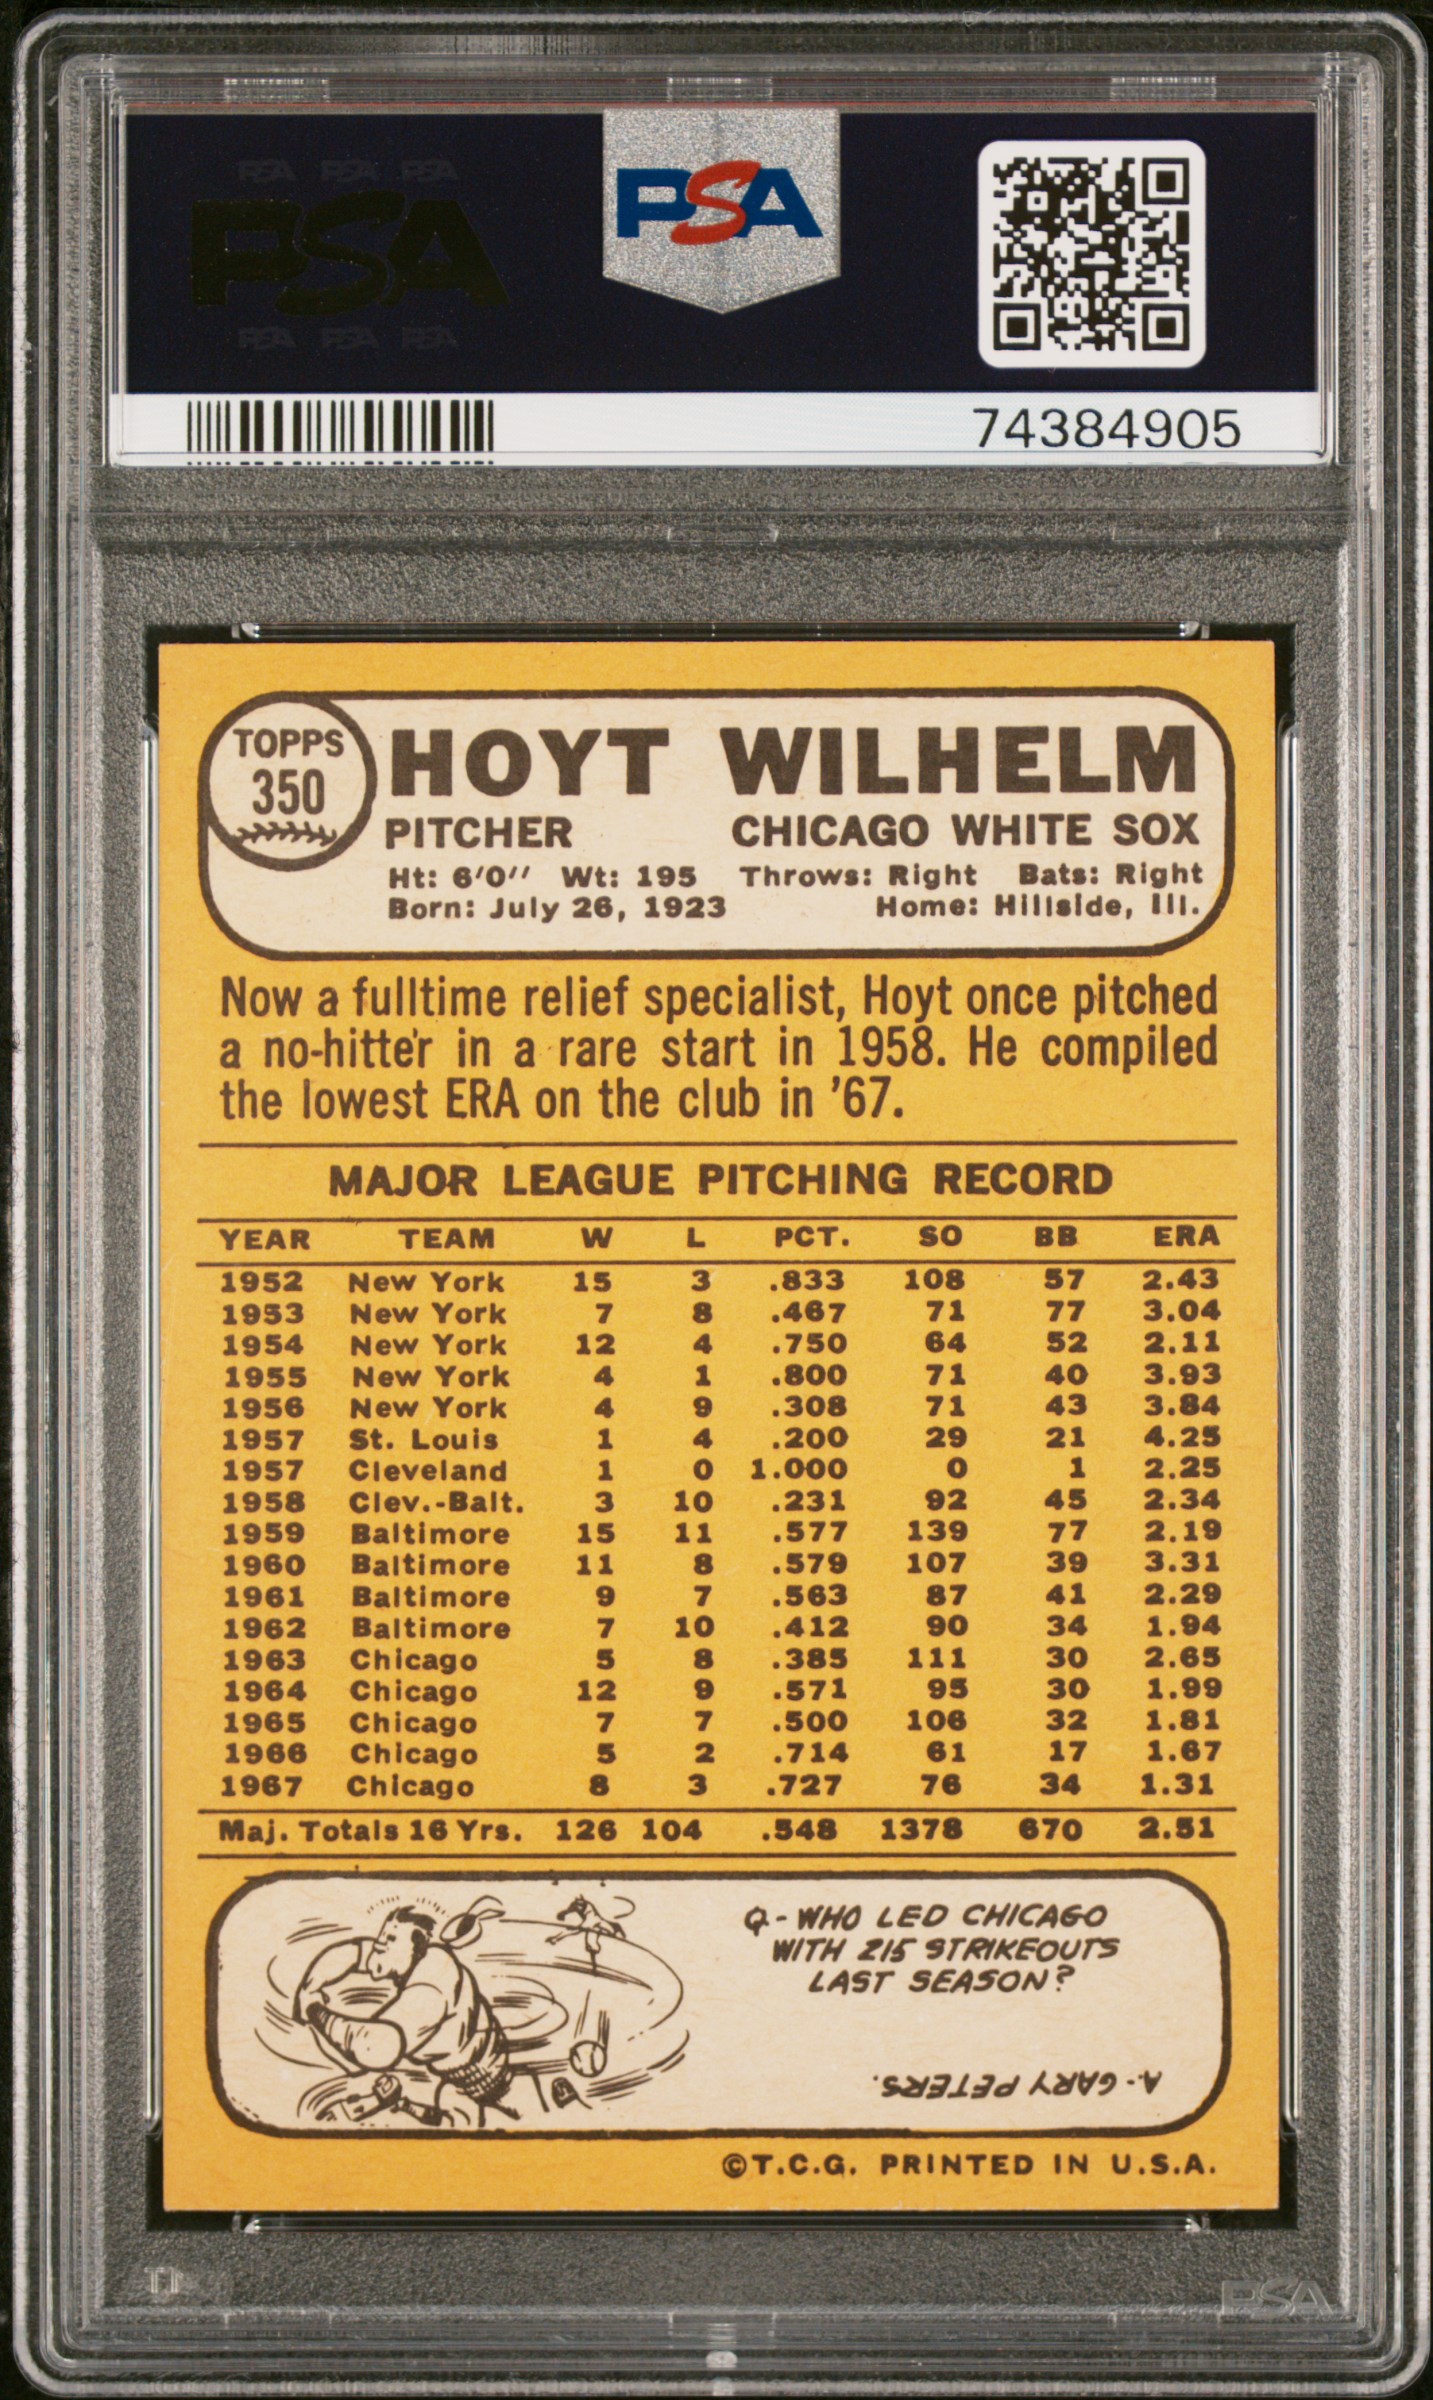 PSA PSA PSA
PSA
PSA PSA PSA
PSA
74384905
TOPPS
350
HOYT WILHELM
PITCHER CHICAGO WHITE SOX
Ht: 6'0" Wt: 195 Throws: Right Bats: Right
Born: July 26, 1923 Home: Hillside, Ill.
Now a fulltime relief specialist, Hoyt once pitched
a no-hitter in a rare start in 1958. He compiled
the lowest ERA on the club in '67.
MAJOR LEAGUE PITCHING RECORD
YEAR TEAM W L PCT. SO BB ERA
1952 New York 15 3 .833 108 57 2.43
1953 New York 7 8 .467 71 77 3.04
1954 New York 12 4 .750 64 52 2.11
1955 New York 4 1 .800 71 40 3.93
1956 New York 4 9 .308 71 43 3.84
1957 St. Louis 1 4 .200 29 21 4.25
1957 Cleveland 1 0 1.000 0 1 2.25
1958 Clev.-Balt. 3 10 .231 92 45 2.34
1959 Baltimore 15 11 .577 139 77 2.19
1960 Baltimore 11 8 .579 107 39 3.31
1961 Baltimore 9 7 .563 87 41 2.29
1962 Baltimore 7 10 .412 90 34 1.94
1963 Chicago 5 8 .385 111 30 2.65
1964 Chicago 12 9 .571 95 30 1.99
1965 Chicago 7 7 .500 106 32 1.81
1966 Chicago 5 2 .714 61 17 1.67
1967 Chicago 8 3 .727 76 34 1.31
Maj. Totals 16 Yrs. 126 104 .548 1378 670 2.51
Q-WHO LED CHICAGO
WITH 215 STRIKEOUTS
LAST SEASON?
A-GARY PETERS.
©T.C.G. PRINTED IN U.S.A.
PSA